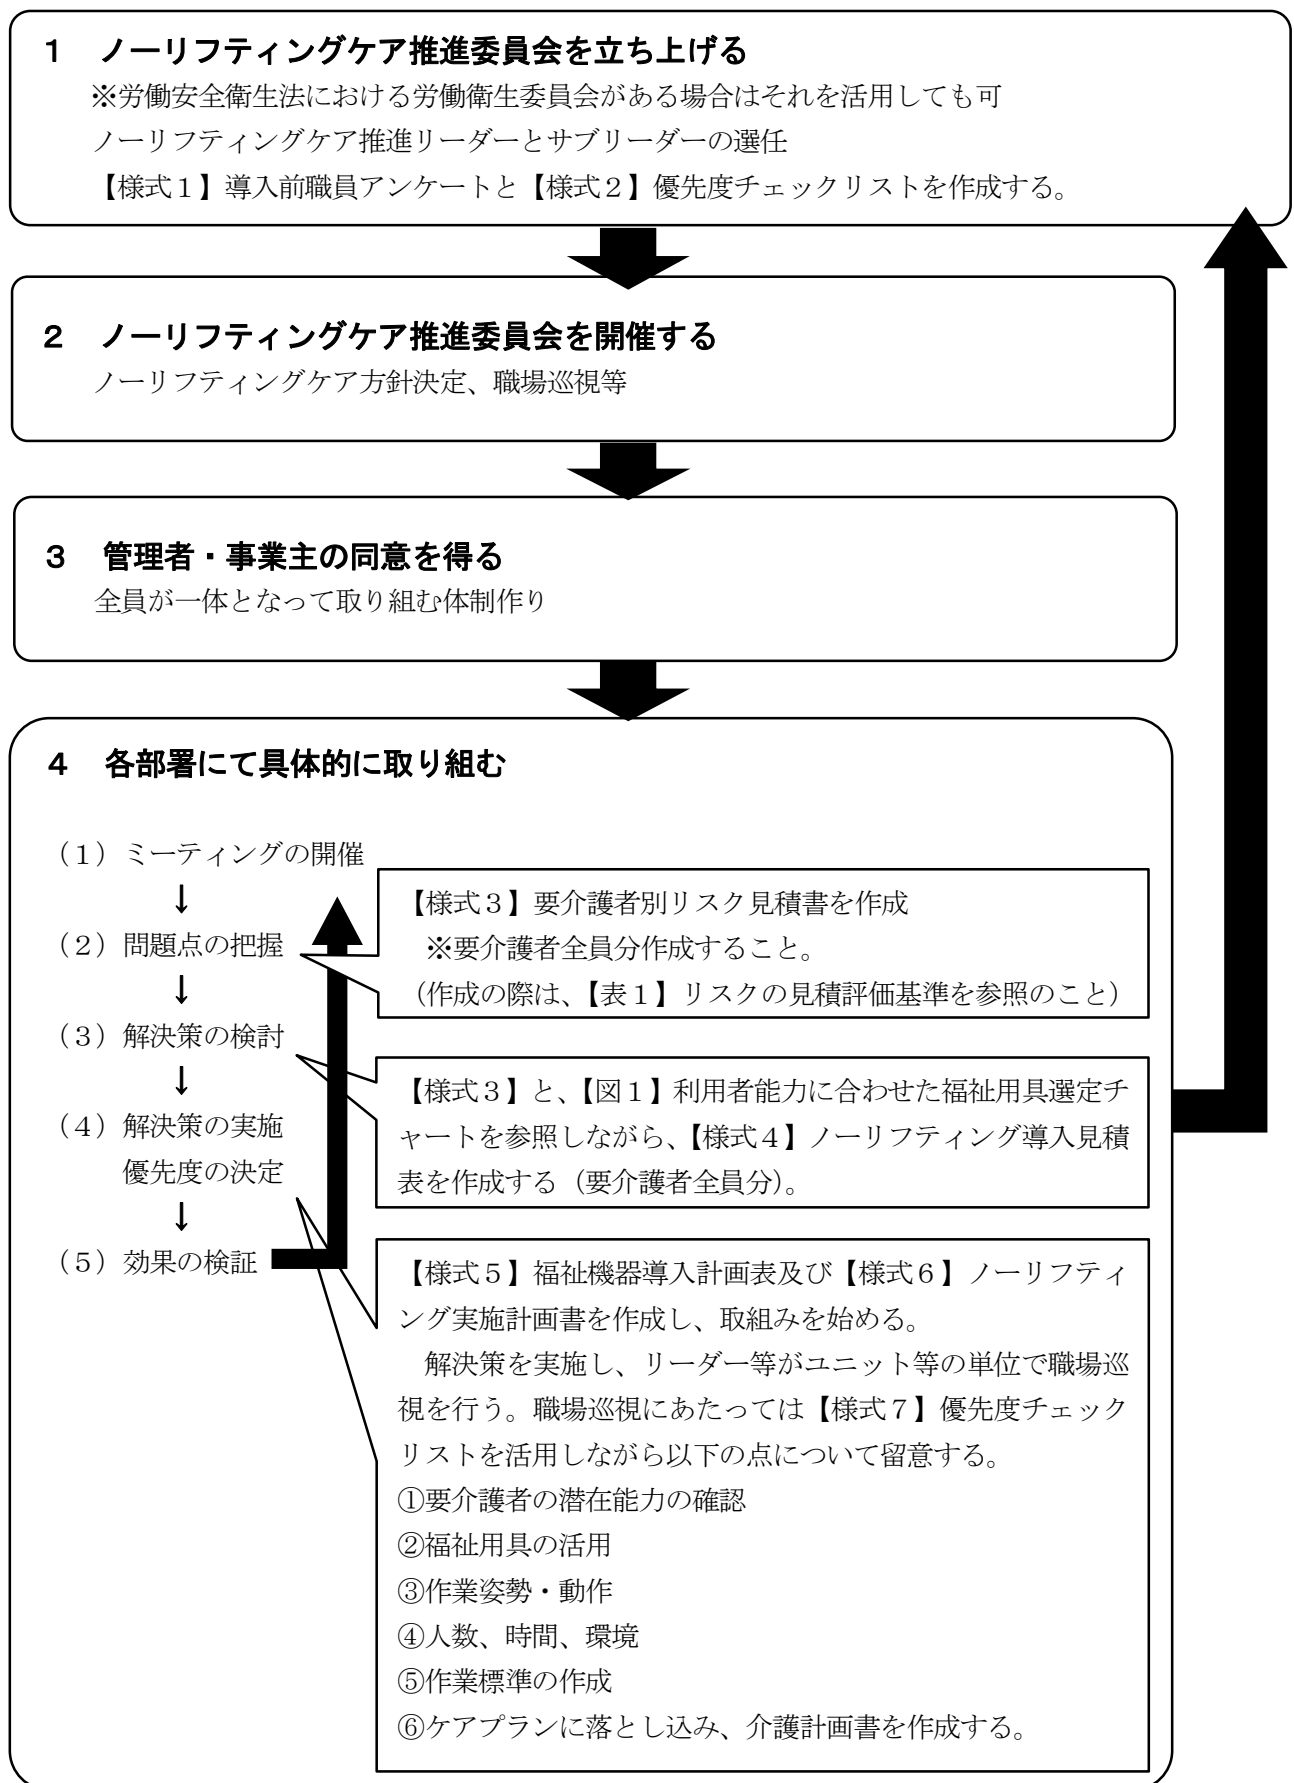 １　ノーリフティングケア推進委員会を立ち上げる
※労働安全衛生法における労働衛生委員会がある場合はそれを活用しても可
ノーリフティングケア推進リーダーとサブリーダーの選任
【様式１】導入前職員アンケートと【様式２】優先度チェックリストを作成する。
２　ノーリフティングケア推進委員会を開催する
ノーリフティングケア方針決定、職場巡視等
３　管理者・事業主の同意を得る
全員が一体となって取り組む体制作り
４　各部署にて具体的に取り組む
（１）ミーティングの開催
↓
（２）問題点の把握
↓
（３）解決策の検討
↓
（４）解決策の実施
優先度の決定
↓
（５）効果の検証
【様式３】要介護者別リスク見積書を作成
※要介護者全員分作成すること。
（作成の際は、【表１】リスクの見積評価基準を参照のこと）
【様式３】と、【図１】利用者能力に合わせた福祉用具選定チ
ャートを参照しながら、【様式４】ノーリフティング導入見積
表を作成する（要介護者全員分）。
【様式５】福祉機器導入計画表及び【様式６】ノーリフティ
ング実施計画書を作成し、取組みを始める。
解決策を実施し、リーダー等がユニット等の単位で職場巡
視を行う。職場巡視にあたっては【様式７】優先度チェック
リストを活用しながら以下の点について留意する。
①要介護者の潜在能力の確認
②福祉用具の活用
③作業姿勢・動作
④人数、時間、環境
⑤作業標準の作成
⑥ケアプランに落とし込み、介護計画書を作成する。